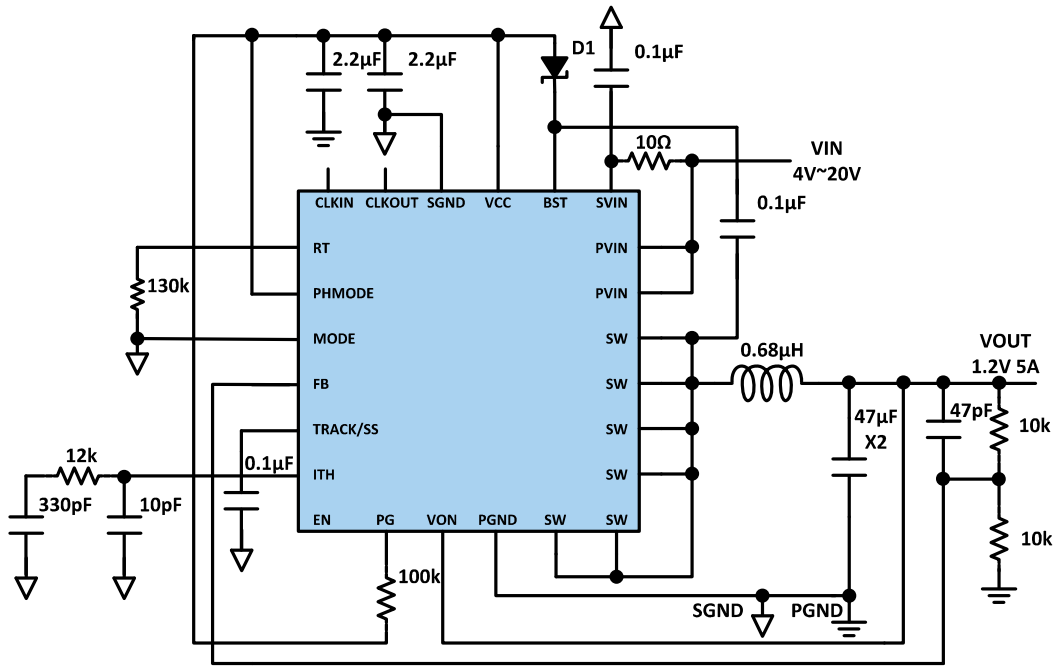 D1
0.1µF
2.2µF
2.2µF
10Ω
VIN
4V~20V
CLKIN
CLKOUT
SGND
VCC
BST
SVIN
0.1µF
RT
PVIN
130k
PHMODE
PVIN
MODE
SW
0.68µH
VOUT
1.2V 5A
FB
SW
47µF
X2
47pF
10k
TRACK/SS
SW
12k
0.1µF
ITH
SW
330pF
10pF
EN
PG
VON
PGND
SW
SW
10k
100k
SGND
PGND